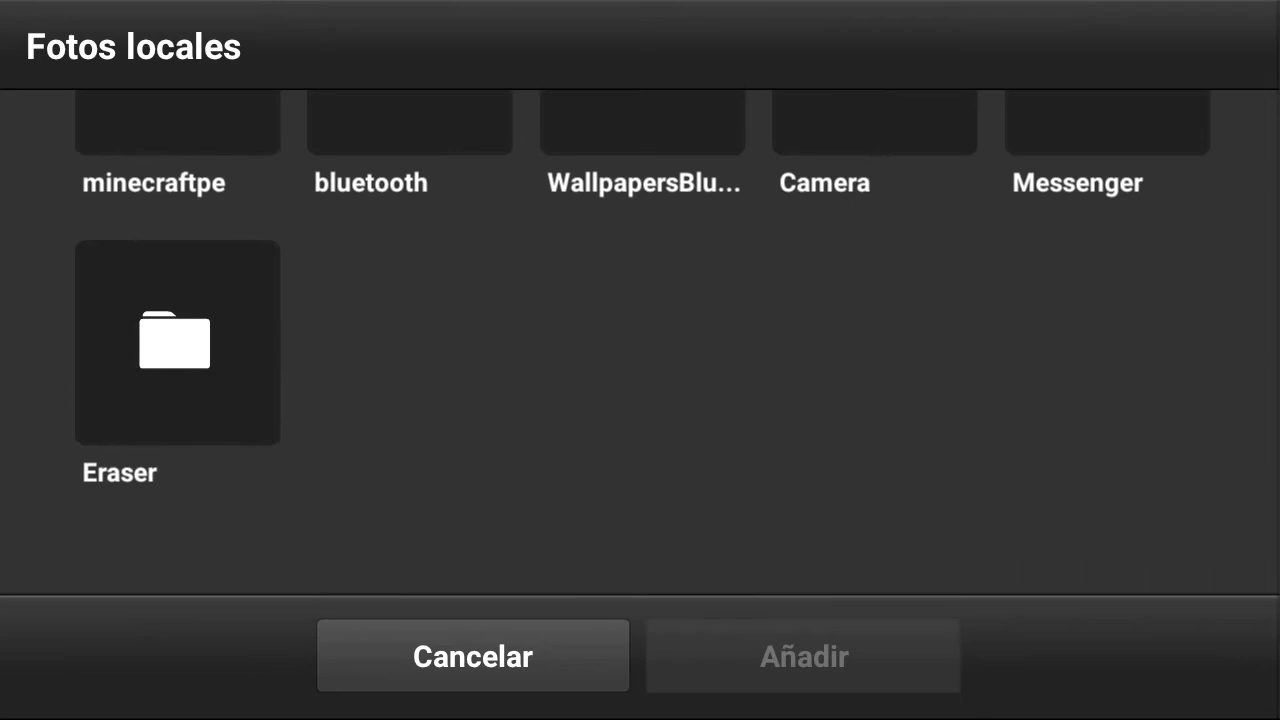 Fotos locales
minecraftpe
bluetooth
WallpapersBlu...
Camera
Messenger
Eraser
Cancelar
Añadir